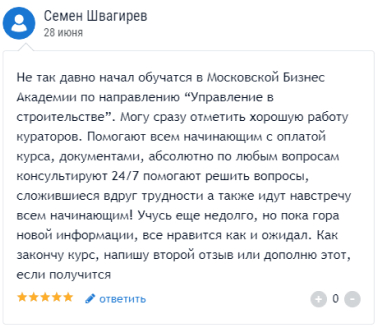 Семен Швагирев
28 июня
Не так давно начал обучатся в Московской Бизнес
Академии по направлению “Управление в
строительстве”. Могу сразу отметить хорошую работу
кураторов. Помогают всем начинающим с оплатой
курса, документами, абсолютно по любым вопросам
консультируют 24/7 помогают решить вопросы,
сложившиеся вдруг трудности а также идут навстречу
всем начинающим! Учусь еще недолго, но пока гора
новой информации, все нравится как и ожидал. Как
закончу курс, напишу второй отзыв или дополню этот,
если получится
ответить + 0 -